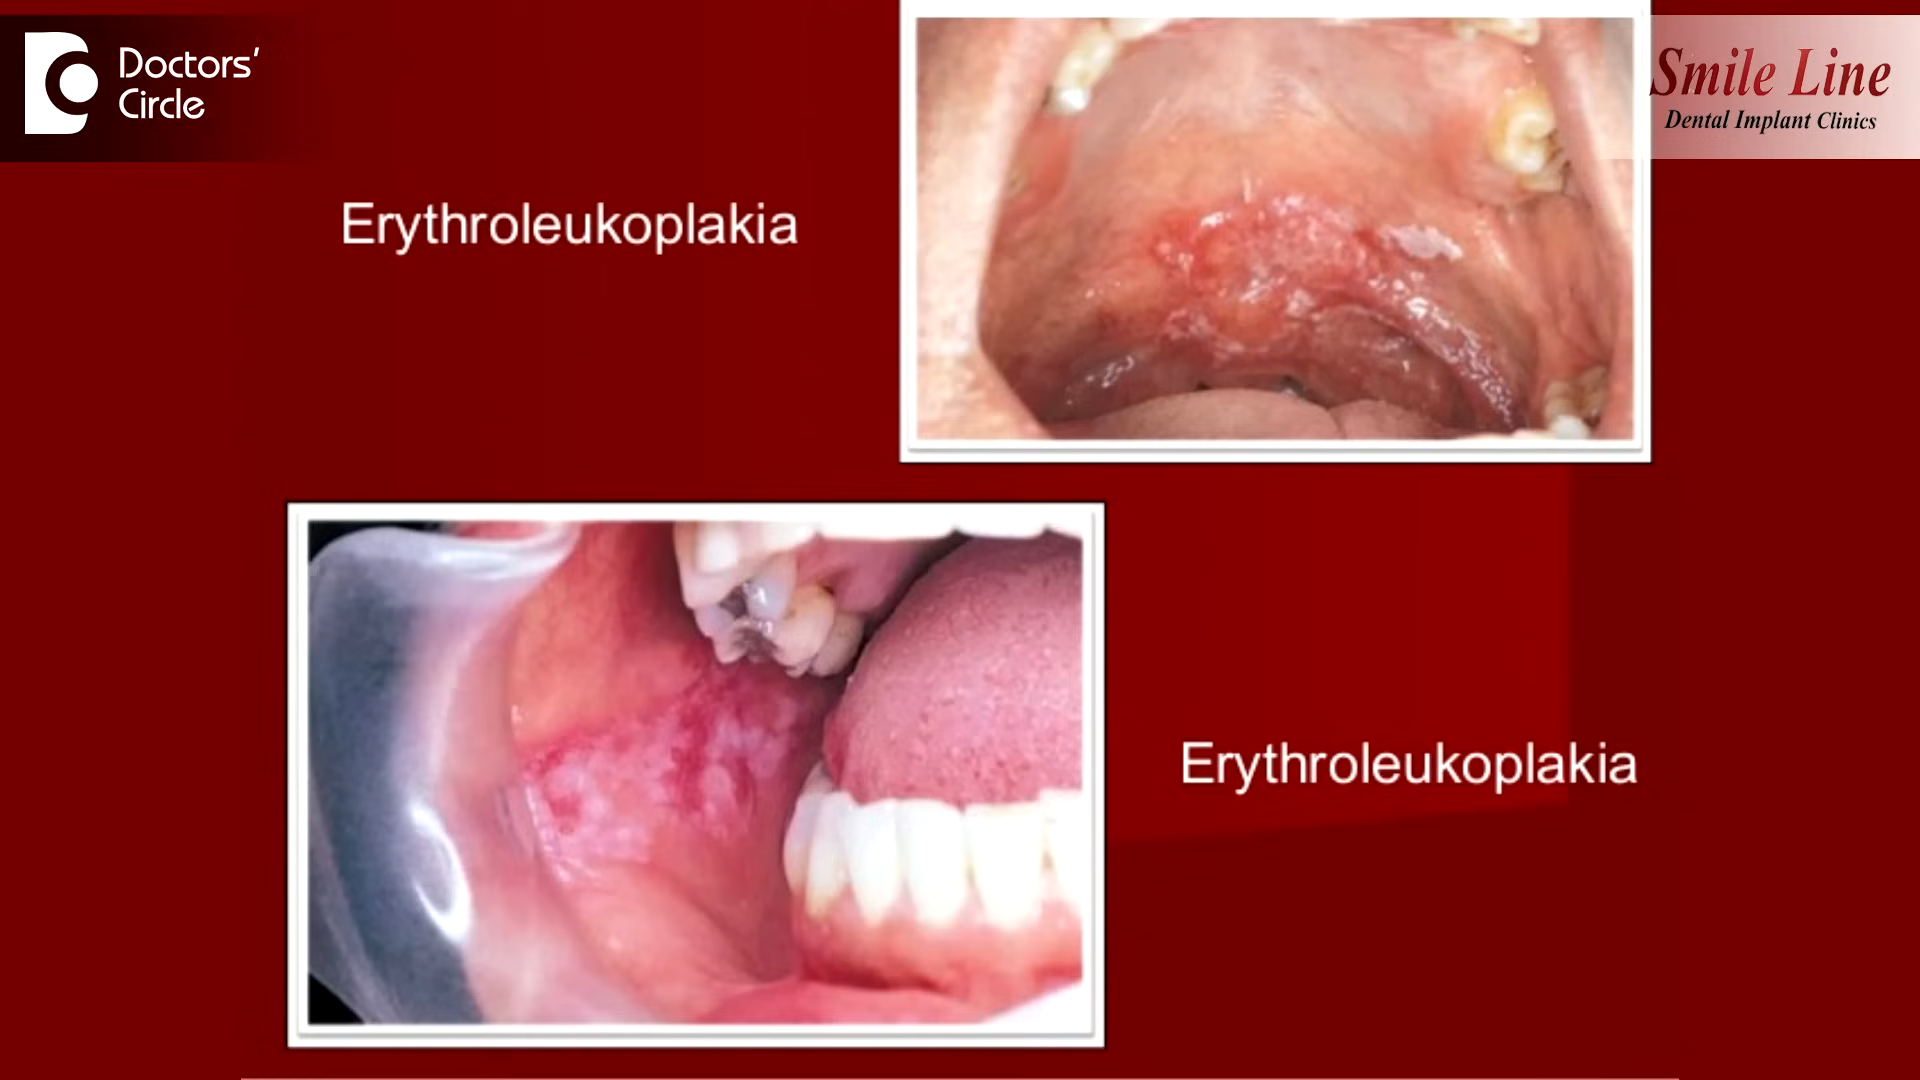 Doctors'
Circle
Smile Line
Dental Implant Clinics
Erythroleukoplakia
Erythroleukoplakia